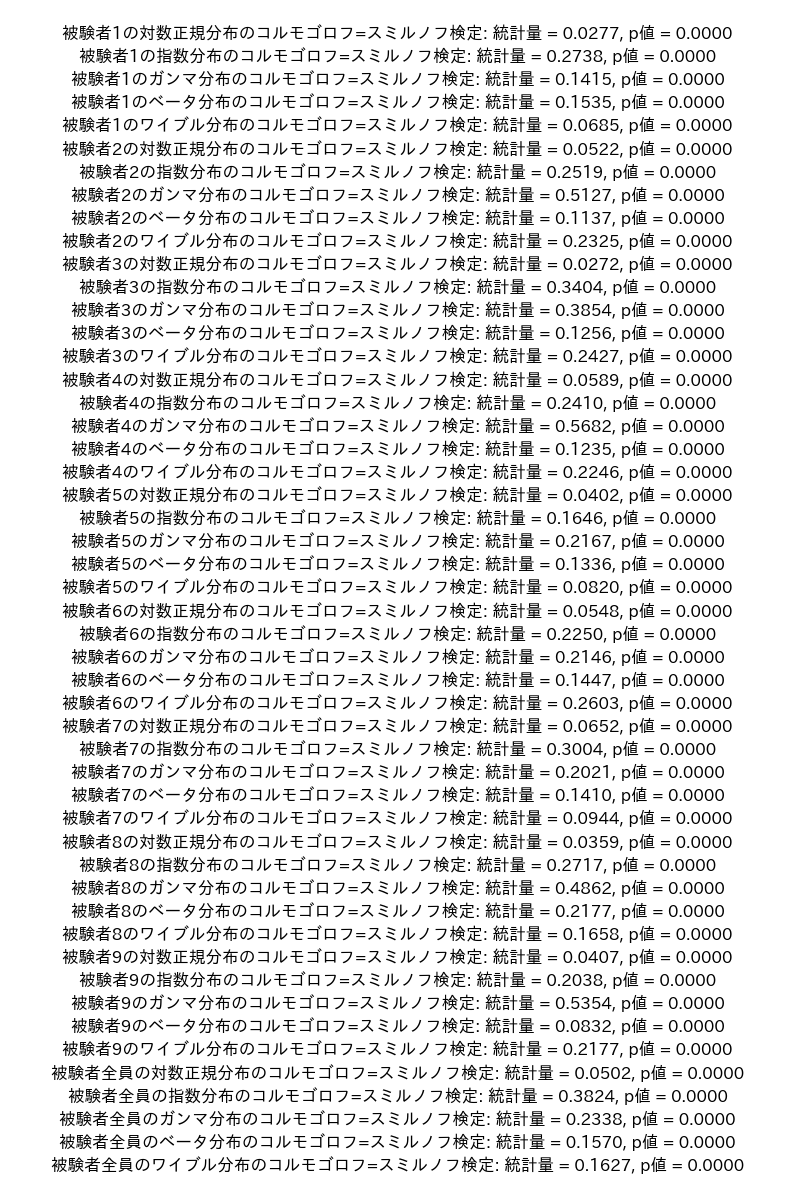 被験者1の対数正規分布のコルモゴロフ=スミルノフ検定: 統計量 = 0.0277, p値 = 0.0000
被験者1の指数分布のコルモゴロフ=スミルノフ検定: 統計量 = 0.2738, p値 = 0.0000
被験者1のガンマ分布のコルモゴロフ=スミルノフ検定: 統計量 = 0.1415, p値 = 0.0000
被験者1のベータ分布のコルモゴロフ=スミルノフ検定: 統計量 = 0.1535, p値 = 0.0000
被験者1のワイブル分布のコルモゴロフ=スミルノフ検定: 統計量 = 0.0685, p値 = 0.0000
被験者2の対数正規分布のコルモゴロフ=スミルノフ検定: 統計量 = 0.0522, p値 = 0.0000
被験者2の指数分布のコルモゴロフ=スミルノフ検定: 統計量 = 0.2519, p値 = 0.0000
被験者2のガンマ分布のコルモゴロフ=スミルノフ検定: 統計量 = 0.5127, p値 = 0.0000
被験者2のベータ分布のコルモゴロフ=スミルノフ検定: 統計量 = 0.1137, p値 = 0.0000
被験者2のワイブル分布のコルモゴロフ=スミルノフ検定: 統計量 = 0.2325, p値 = 0.0000
被験者3の対数正規分布のコルモゴロフ=スミルノフ検定: 統計量 = 0.0272, p値 = 0.0000
被験者3の指数分布のコルモゴロフ=スミルノフ検定: 統計量 = 0.3404, p値 = 0.0000
被験者3のガンマ分布のコルモゴロフ=スミルノフ検定: 統計量 = 0.3854, p値 = 0.0000
被験者3のベータ分布のコルモゴロフ=スミルノフ検定: 統計量 = 0.1256, p値 = 0.0000
被験者3のワイブル分布のコルモゴロフ=スミルノフ検定: 統計量 = 0.2427, p値 = 0.0000
被験者4の対数正規分布のコルモゴロフ=スミルノフ検定: 統計量 = 0.0589, p値 = 0.0000
被験者4の指数分布のコルモゴロフ=スミルノフ検定: 統計量 = 0.2410, p値 = 0.0000
被験者4のガンマ分布のコルモゴロフ=スミルノフ検定: 統計量 = 0.5682, p値 = 0.0000
被験者4のベータ分布のコルモゴロフ=スミルノフ検定: 統計量 = 0.1235, p値 = 0.0000
被験者4のワイブル分布のコルモゴロフ=スミルノフ検定: 統計量 = 0.2246, p値 = 0.0000
被験者5の対数正規分布のコルモゴロフ=スミルノフ検定: 統計量 = 0.0402, p値 = 0.0000
被験者5の指数分布のコルモゴロフ=スミルノフ検定: 統計量 = 0.1646, p値 = 0.0000
被験者5のガンマ分布のコルモゴロフ=スミルノフ検定: 統計量 = 0.2167, p値 = 0.0000
被験者5のベータ分布のコルモゴロフ=スミルノフ検定: 統計量 = 0.1336, p値 = 0.0000
被験者5のワイブル分布のコルモゴロフ=スミルノフ検定: 統計量 = 0.0820, p値 = 0.0000
被験者6の対数正規分布のコルモゴロフ=スミルノフ検定: 統計量 = 0.0548, p値 = 0.0000
被験者6の指数分布のコルモゴロフ=スミルノフ検定: 統計量 = 0.2250, p値 = 0.0000
被験者6のガンマ分布のコルモゴロフ=スミルノフ検定: 統計量 = 0.2146, p値 = 0.0000
被験者6のベータ分布のコルモゴロフ=スミルノフ検定: 統計量 = 0.1447, p値 = 0.0000
被験者6のワイブル分布のコルモゴロフ=スミルノフ検定: 統計量 = 0.2603, p値 = 0.0000
被験者7の対数正規分布のコルモゴロフ=スミルノフ検定: 統計量 = 0.0652, p値 = 0.0000
被験者7の指数分布のコルモゴロフ=スミルノフ検定: 統計量 = 0.3004, p値 = 0.0000
被験者7のガンマ分布のコルモゴロフ=スミルノフ検定: 統計量 = 0.2021, p値 = 0.0000
被験者7のベータ分布のコルモゴロフ=スミルノフ検定: 統計量 = 0.1410, p値 = 0.0000
被験者7のワイブル分布のコルモゴロフ=スミルノフ検定: 統計量 = 0.0944, p値 = 0.0000
被験者8の対数正規分布のコルモゴロフ=スミルノフ検定: 統計量 = 0.0359, p値 = 0.0000
被験者8の指数分布のコルモゴロフ=スミルノフ検定: 統計量 = 0.2717, p値 = 0.0000
被験者8のガンマ分布のコルモゴロフ=スミルノフ検定: 統計量 = 0.4862, p値 = 0.0000
被験者8のベータ分布のコルモゴロフ=スミルノフ検定: 統計量 = 0.2177, p値 = 0.0000
被験者8のワイブル分布のコルモゴロフ=スミルノフ検定: 統計量 = 0.1658, p値 = 0.0000
被験者9の対数正規分布のコルモゴロフ=スミルノフ検定: 統計量 = 0.0407, p値 = 0.0000
被験者9の指数分布のコルモゴロフ=スミルノフ検定: 統計量 = 0.2038, p値 = 0.0000
被験者9のガンマ分布のコルモゴロフ=スミルノフ検定: 統計量 = 0.5354, p値 = 0.0000
被験者9のベータ分布のコルモゴロフ=スミルノフ検定: 統計量 = 0.0832, p値 = 0.0000
被験者9のワイブル分布のコルモゴロフ=スミルノフ検定: 統計量 = 0.2177, p値 = 0.0000
被験者全員の対数正規分布のコルモゴロフ=スミルノフ検定: 統計量 = 0.0502, p値 = 0.0000
被験者全員の指数分布のコルモゴロフ=スミルノフ検定: 統計量 = 0.3824, p値 = 0.0000
被験者全員のガンマ分布のコルモゴロフ=スミルノフ検定: 統計量 = 0.2338, p値 = 0.0000
被験者全員のベータ分布のコルモゴロフ=スミルノフ検定: 統計量 = 0.1570, p値 = 0.0000
被験者全員のワイブル分布のコルモゴロフ=スミルノフ検定: 統計量 = 0.1627, p値 = 0.0000